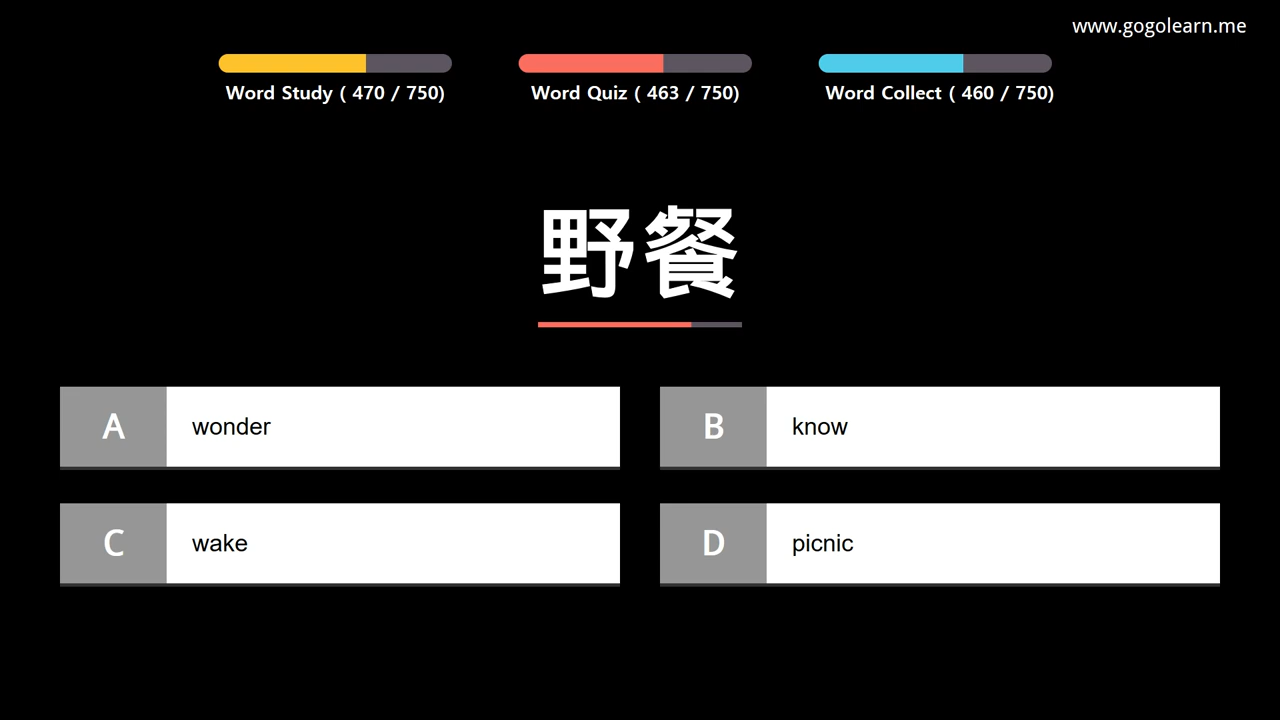 www.gogolearn.me
Word Study ( 470 / 750)
Word Quiz ( 463 / 750)
Word Collect ( 460 / 750)
野餐
A wonder
B know
C wake
D picnic